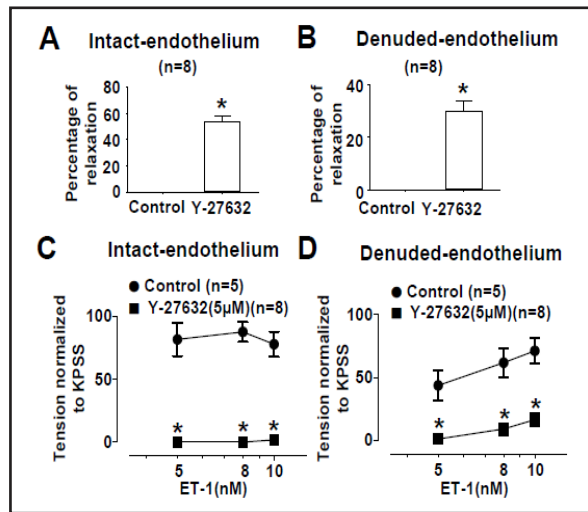 A
Intact-endothelium
(n=8)
Percentage of
relaxation
80
60
40
20
0
*
Control Y-27632
B
Denuded-endothelium
(n=8)
Percentage of
relaxation
40
20
0
*
Control Y-27632
C
Intact-endothelium
Control (n=5)
Y-27632(5µM)(n=8)
Tension normalized
to KPSS
100
50
0
* * *
5 8 10
ET-1(nM)
D
Denuded-endothelium
Control (n=5)
Y-27632(5µM)(n=8)
Tension normalized
to KPSS
100
50
0
* * *
5 8 10
ET-1(nM)